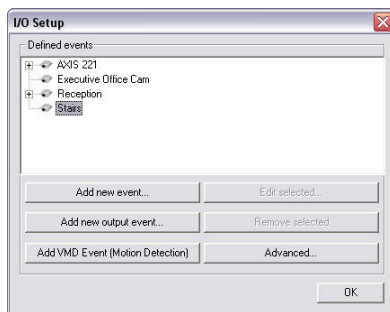 I/O Setup
Defined events
AXIS 221
Executive Office Cam
Reception
Stairs
Add new event...
Edit selected...
Add new output event...
Remove selected
Add VMD Event (Motion Detection)
Advanced...
OK